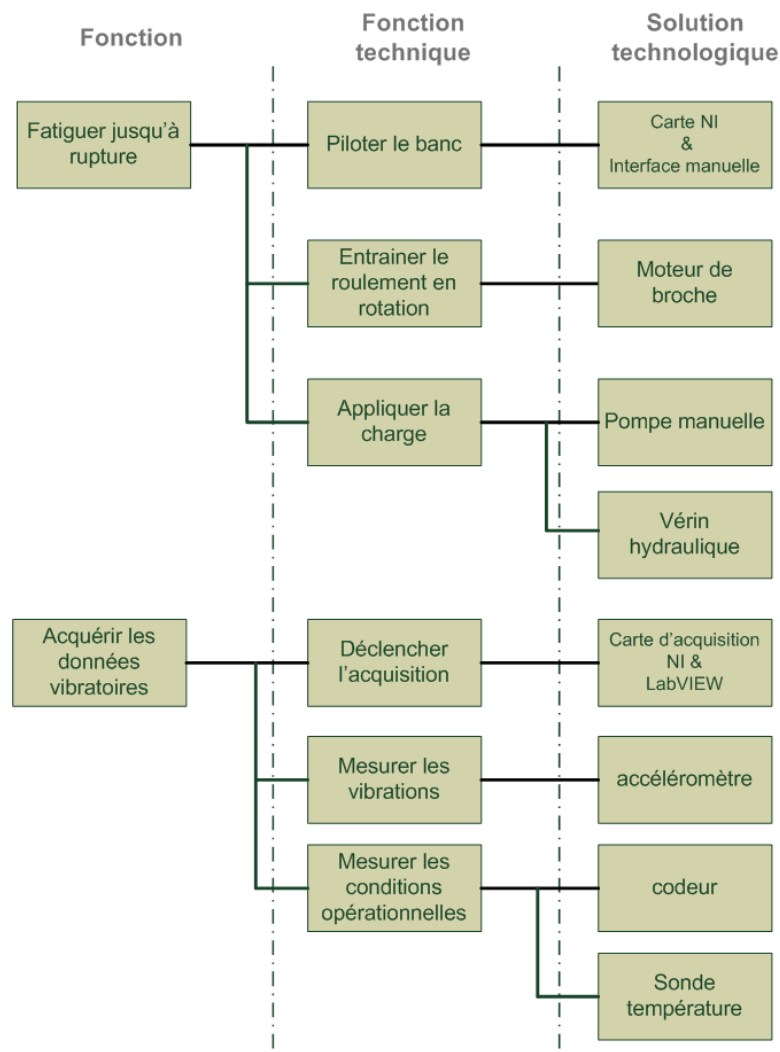 Fonction
Fonction
technique
Solution
technologique
Fatiguer jusqu'à
rupture
Piloter le banc
Carte NI
&
Interface manuelle
Entrainer le
roulement en
rotation
Moteur de
broche
Appliquer la
charge
Pompe manuelle
Vérin
hydraulique
Acquérir les
données
vibratoires
Déclencher
l'acquisition
Carte d'acquisition
NI &
LabVIEW
Mesurer les
vibrations
accéléromètre
Mesurer les
conditions
opérationnelles
codeur
Sonde
température